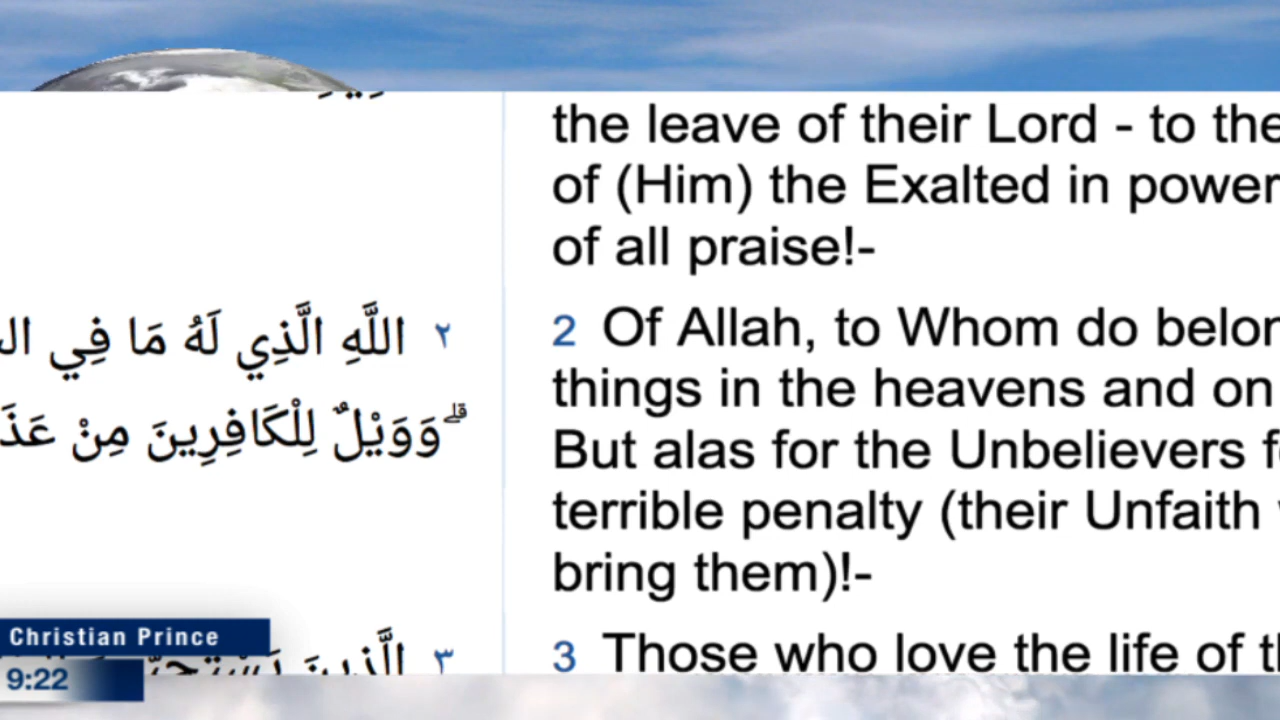 the leave of their Lord - to the
of (Him) the Exalted in power
of all praise!-
٢ اللَّهِ الَّذِي لَهُ مَا فِي
ۗ وَوَيْلٌ لِلْكَافِرِينَ مِنْ
2 Of Allah, to Whom do
things in the heavens and on
But alas for the Unbelievers
terrible penalty (their Unfaith
bring them)!-
٣ الَّذِينَ
3 Those who love the life of
Christian Prince
9:22